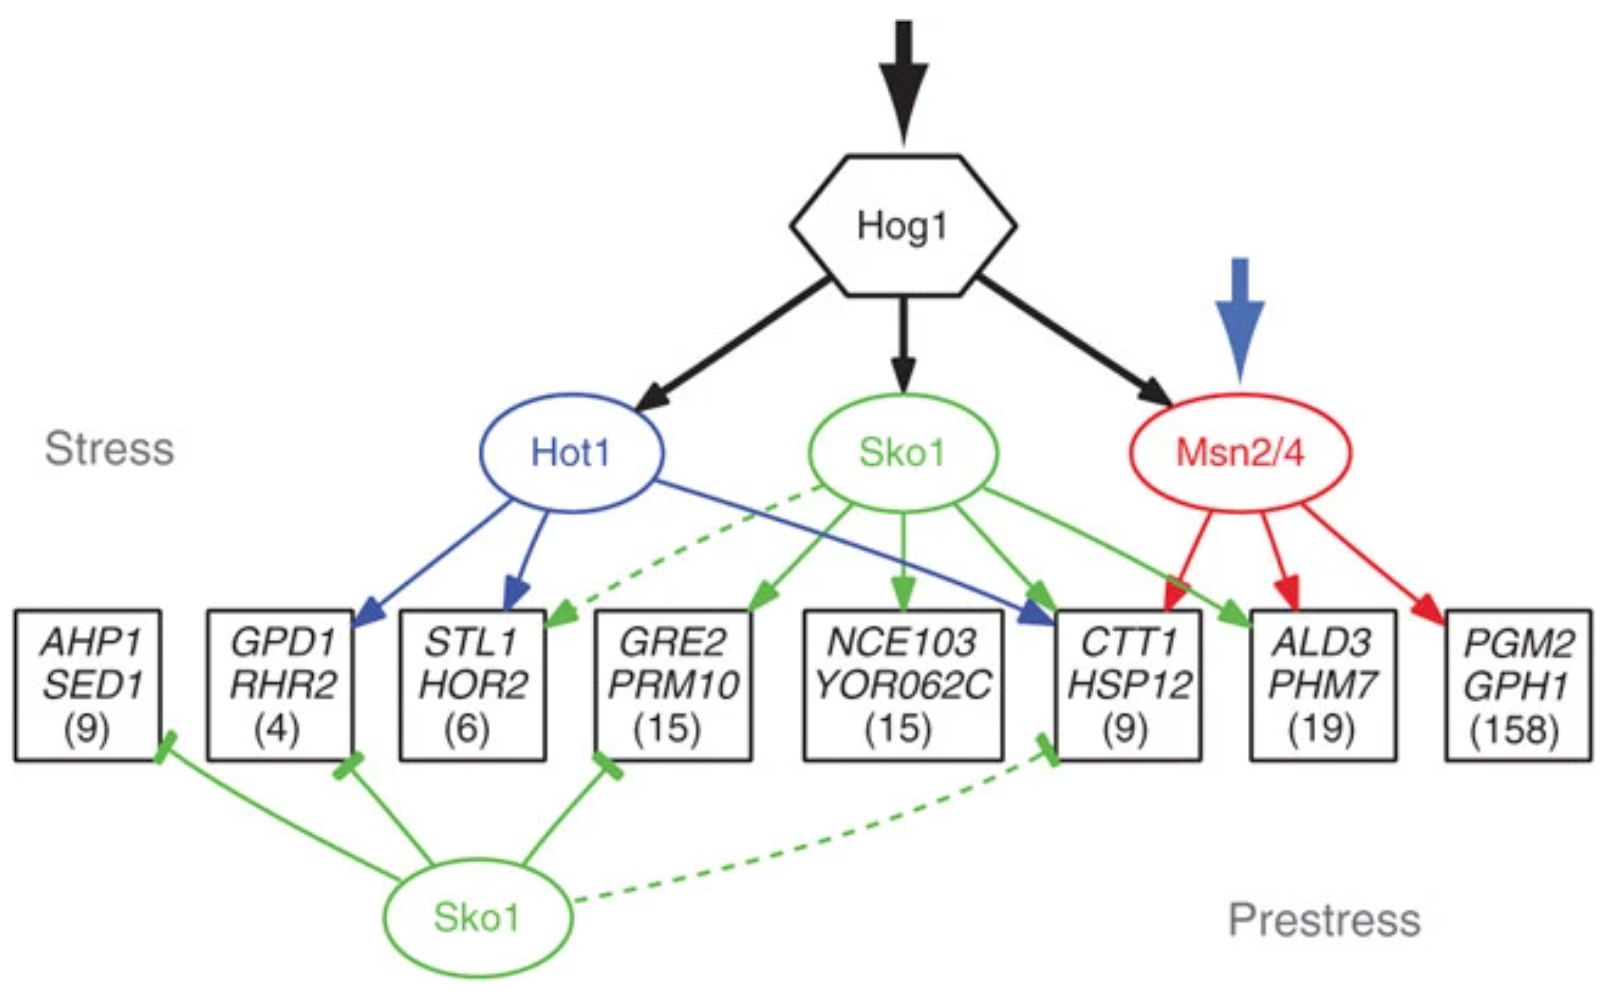 Hog1
Stress
Hot1
Sko1
Msn2/4
AHP1
SED1
(9)
GPD1
RHR2
(4)
STL1
HOR2
(6)
GRE2
PRM10
(15)
NCE103
YOR062C
(15)
CTT1
HSP12
(9)
ALD3
PHM7
(19)
PGM2
GPH1
(158)
Sko1
Prestress